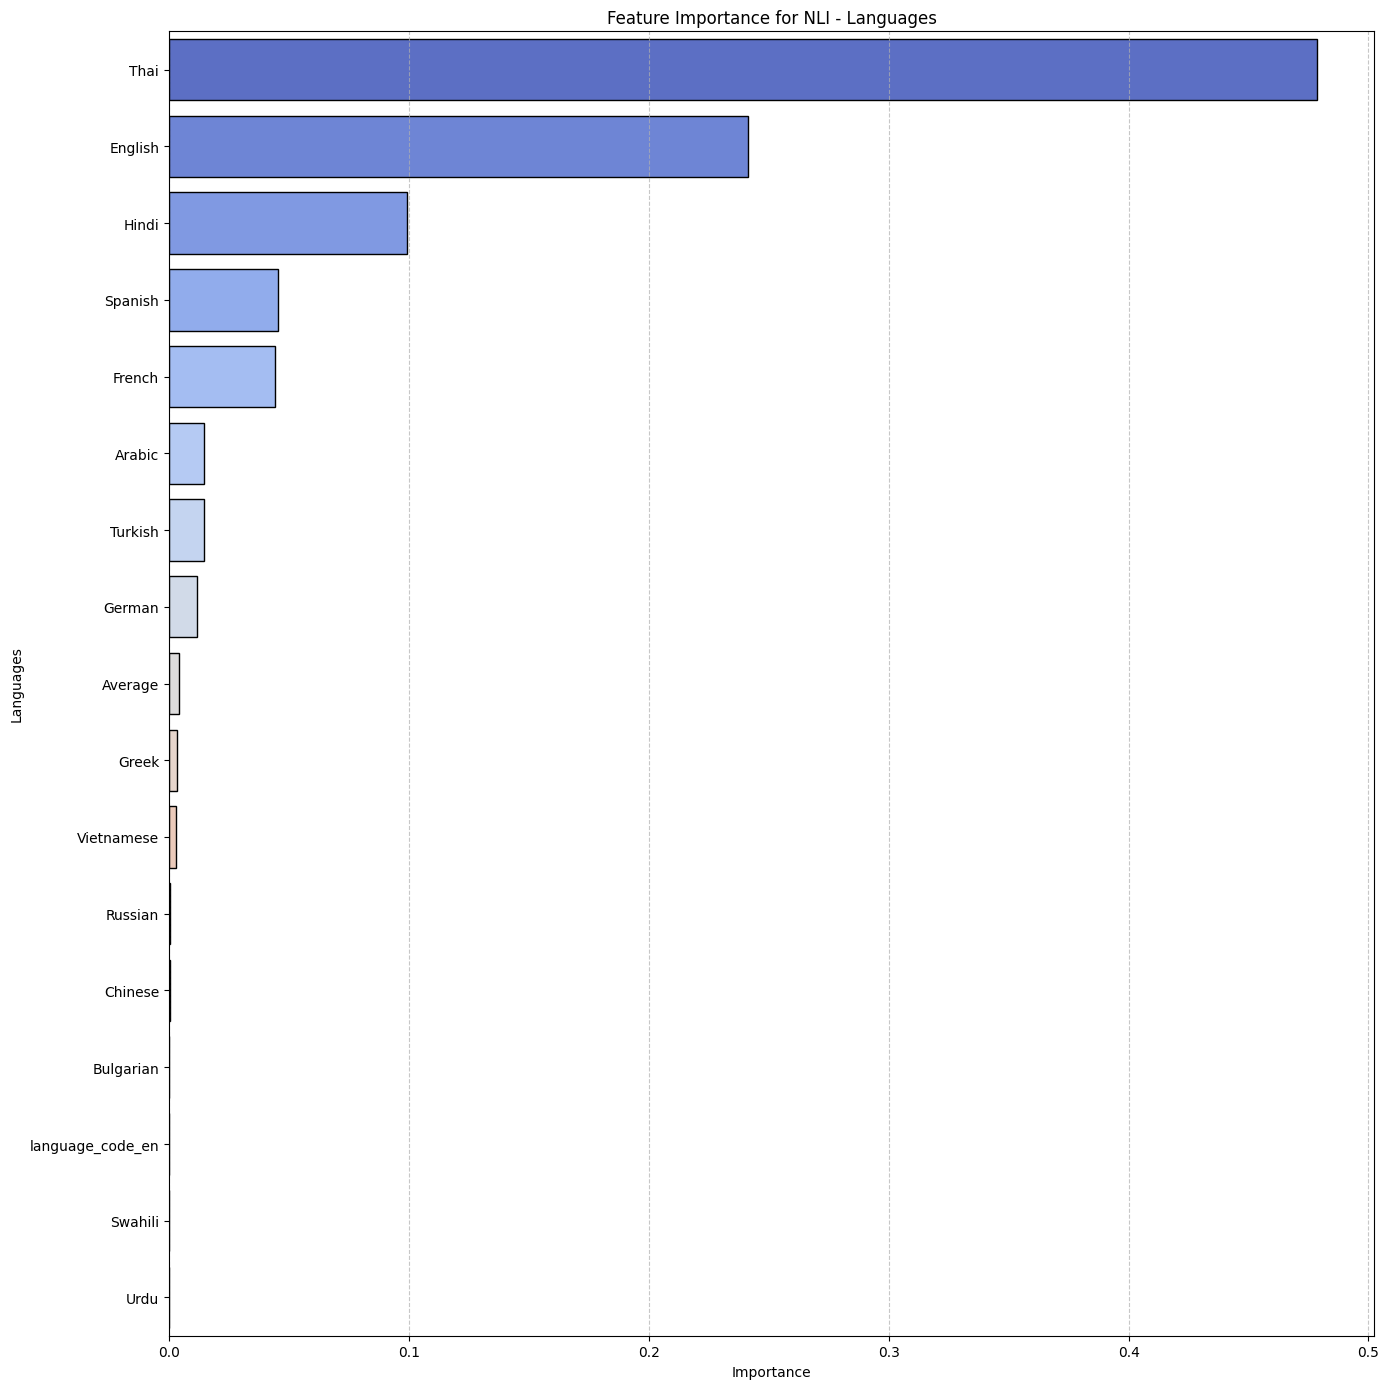 Feature Importance for NLI - Languages
Thai
English
Hindi
Spanish
French
Arabic
Turkish
German
Average
Greek
Vietnamese
Russian
Chinese
Bulgarian
language_code_en
Swahili
Urdu
Languages
0.0 0.1 0.2 0.3 0.4 0.5
Importance